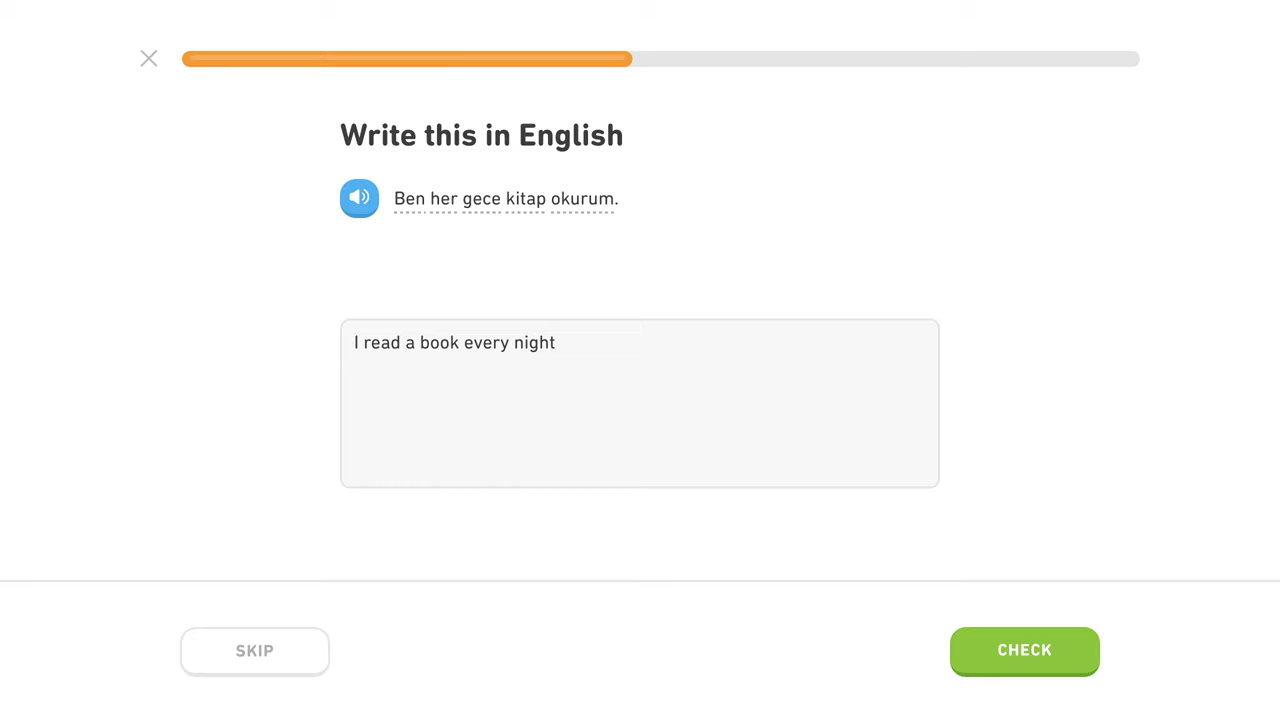 Write this in English
Ben her gece kitap okurum.
I read a book every night
SKIP
CHECK